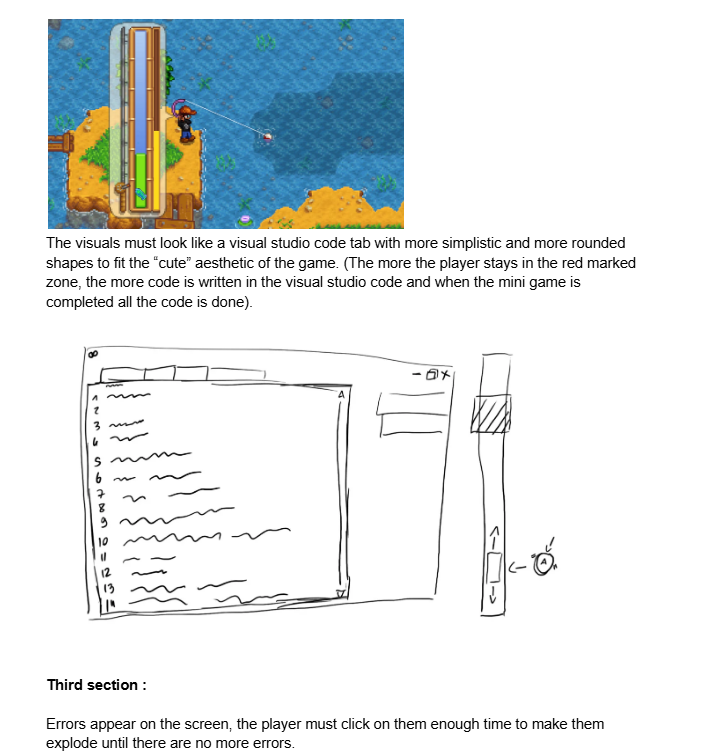 The visuals must look like a visual studio code tab with more simplistic and more rounded
shapes to fit the “cute” aesthetic of the game. (The more the player stays in the red marked
zone, the more code is written in the visual studio code and when the mini game is
completed all the code is done).
1
2
3
4
5
6
7
8
9
10
11
12
13
14
A
Third section :
Errors appear on the screen, the player must click on them enough time to make them
explode until there are no more errors.